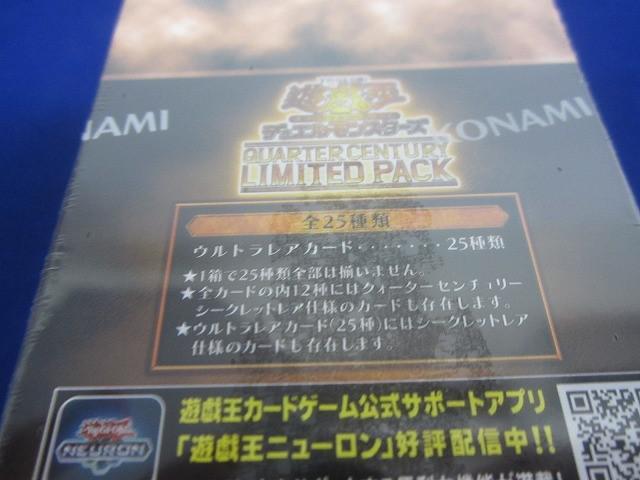 KONAMI
遊戯王
デュエルモンスターズ
KONAMI
QUARTER CENTURY
LIMITED PACK
全25種類
ウルトラレアカード・・・・・・・25種類
★1箱で25種類全部は揃いません。
★全カードの内12種にはクォーターセンチュリー
シークレットレア仕様のカードも存在します。
★ウルトラレアカード(25種)にはシークレットレア
仕様のカードも存在します。
遊戯王カードゲーム公式サポートアプリ
「遊戯王ニューロン」好評配信中!!
Yu-Gi-Oh!
NEURON